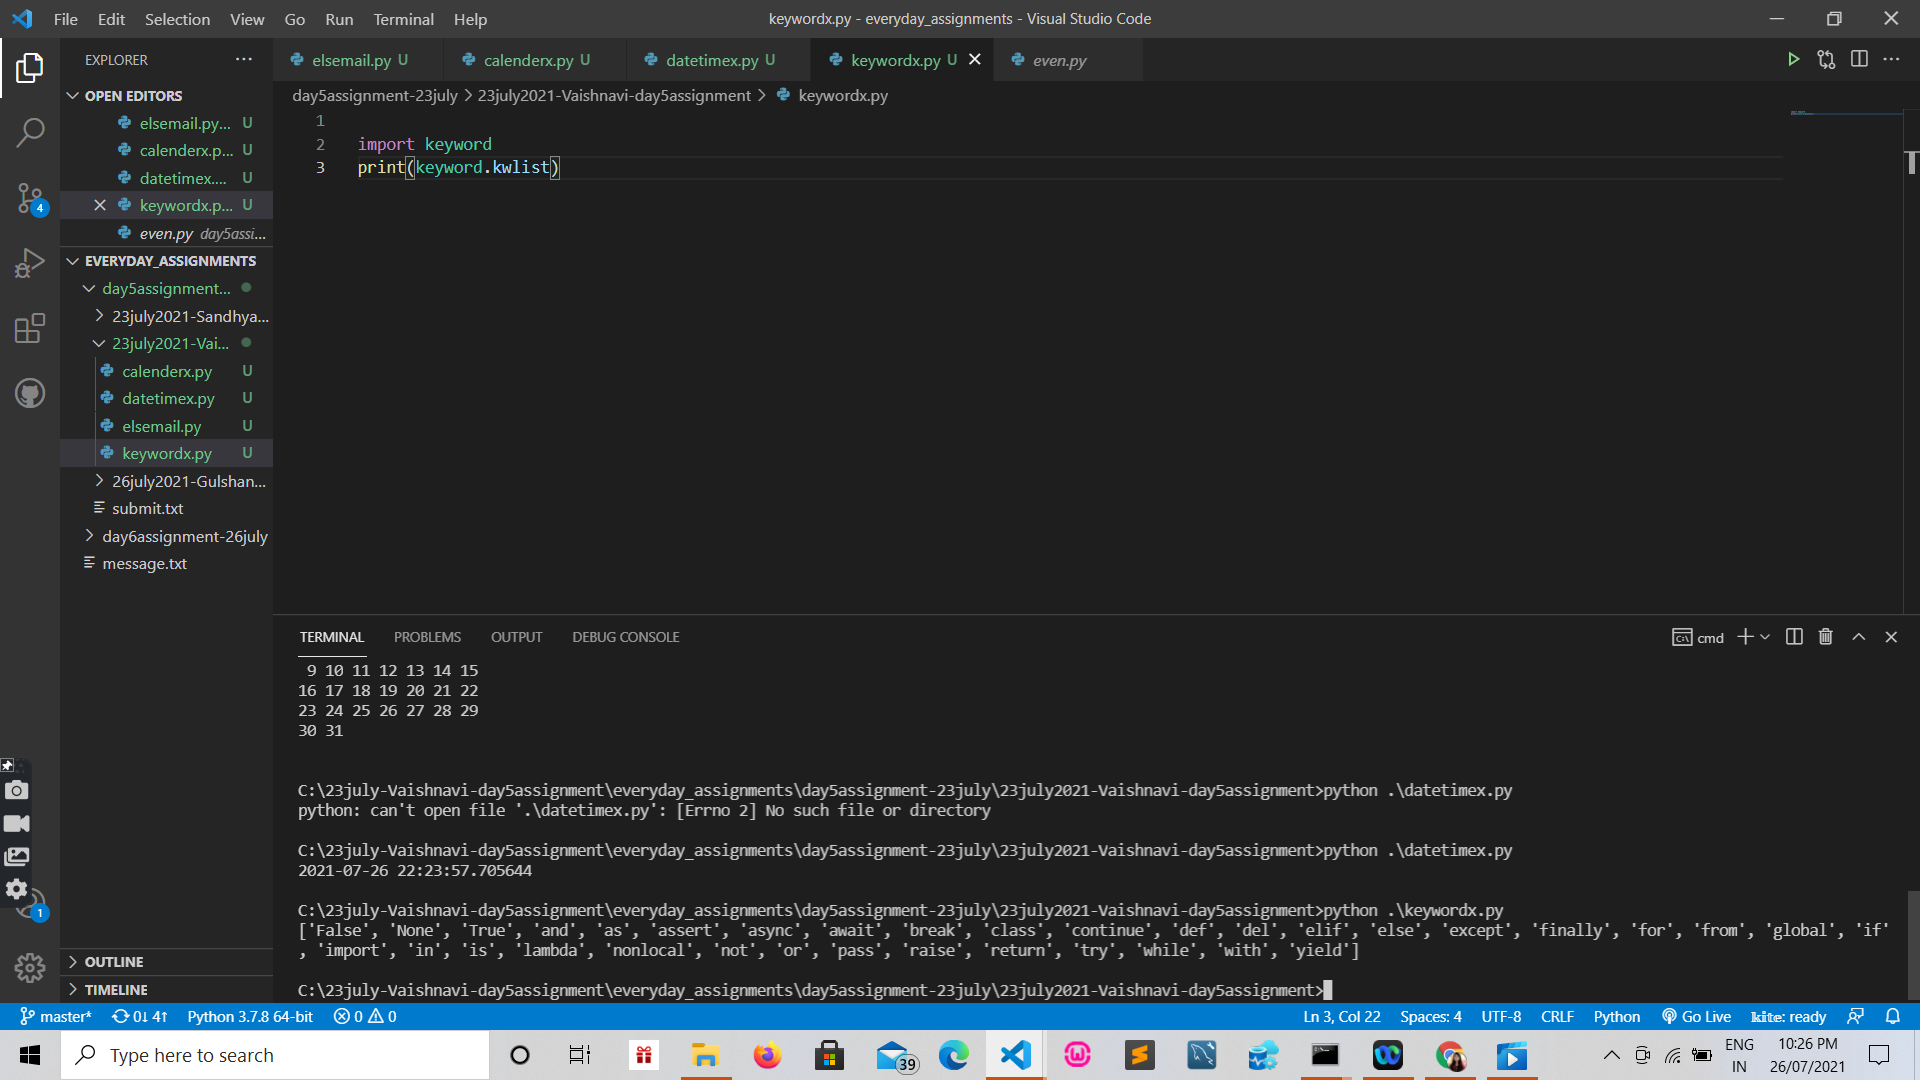 File Edit Selection View Go Run Terminal Help
keywordx.py - everyday_assignments - Visual Studio Code
EXPLORER
OPEN EDITORS
elsemail.py... U
calenderx.p... U
datetimex.... U
keywordx.p... U
even.py day5assi...
EVERYDAY_ASSIGNMENTS
day5assignment...
23july2021-Sandhya...
23july2021-Vai...
calenderx.py U
datetimex.py U
elsemail.py U
keywordx.py U
26july2021-Gulshan...
submit.txt
day6assignment-26july
message.txt
OUTLINE
TIMELINE
elsemail.py U calenderx.py U datetimex.py U keywordx.py U even.py
day5assignment-23july > 23july2021-Vaishnavi-day5assignment > keywordx.py
1
2 import keyword
3 print(keyword.kwlist)
TERMINAL PROBLEMS OUTPUT DEBUG CONSOLE
cmd
9 10 11 12 13 14 15
16 17 18 19 20 21 22
23 24 25 26 27 28 29
30 31
C:\23july-Vaishnavi-day5assignment\everyday_assignments\day5assignment-23july\23july2021-Vaishnavi-day5assignment>python .\datetimex.py
python: can't open file '.\datetimex.py': [Errno 2] No such file or directory
C:\23july-Vaishnavi-day5assignment\everyday_assignments\day5assignment-23july\23july2021-Vaishnavi-day5assignment>python .\datetimex.py
2021-07-26 22:23:57.705644
C:\23july-Vaishnavi-day5assignment\everyday_assignments\day5assignment-23july\23july2021-Vaishnavi-day5assignment>python .\keywordx.py
['False', 'None', 'True', 'and', 'as', 'assert', 'async', 'await', 'break', 'class', 'continue', 'def', 'del', 'elif', 'else', 'except', 'finally', 'for', 'from', 'global', 'if'
, 'import', 'in', 'is', 'lambda', 'nonlocal', 'not', 'or', 'pass', 'raise', 'return', 'try', 'while', 'with', 'yield']
C:\23july-Vaishnavi-day5assignment\everyday_assignments\day5assignment-23july\23july2021-Vaishnavi-day5assignment>
4
1
master* 0↓ 4↑ Python 3.7.8 64-bit 0 0
Ln 3, Col 22 Spaces: 4 UTF-8 CRLF Python Go Live kite: ready
Type here to search
39
ENG
IN
10:26 PM
26/07/2021